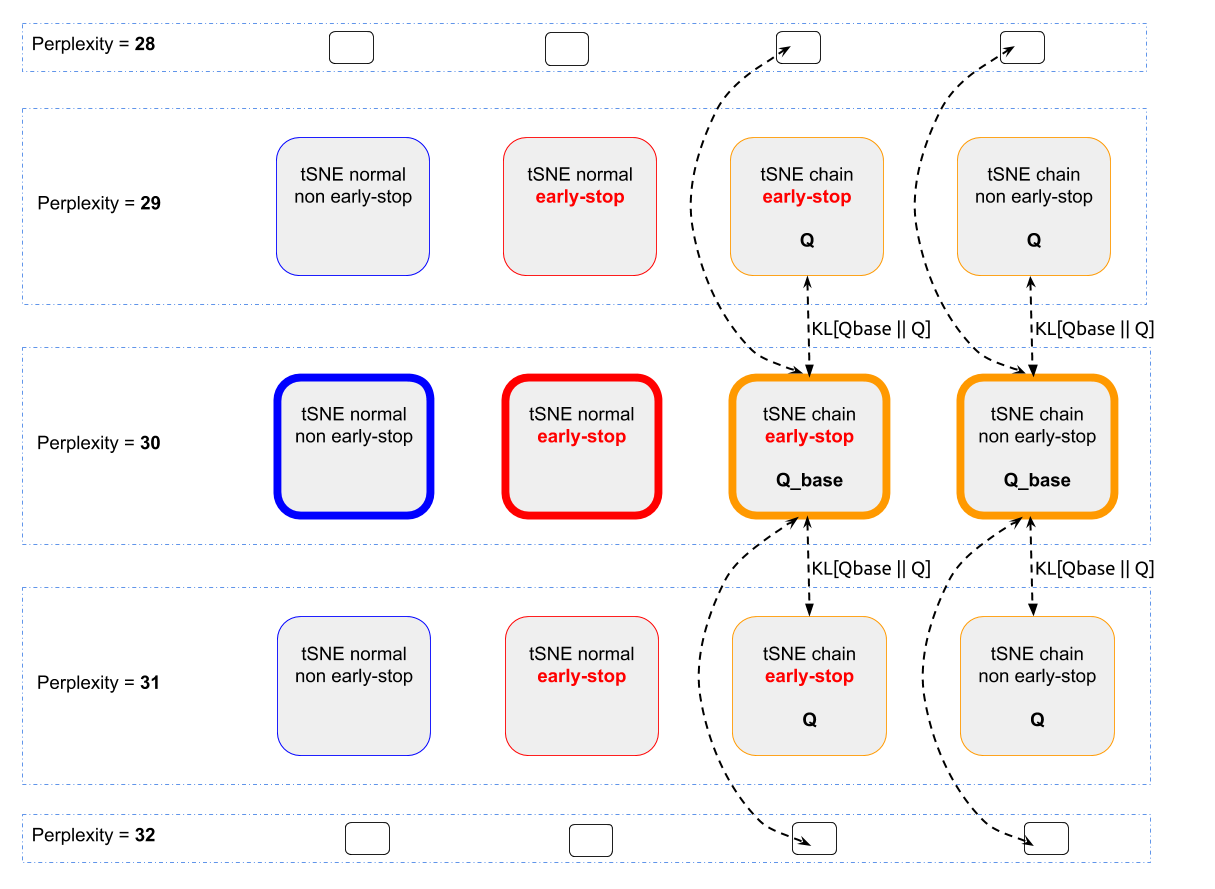 Perplexity = 28
Perplexity = 29
tSNE normal
non early-stop
tSNE normal
early-stop
tSNE chain
early-stop
Q
tSNE chain
non early-stop
Q
KL[Qbase || Q]
KL[Qbase || Q]
Perplexity = 30
tSNE normal
non early-stop
tSNE normal
early-stop
tSNE chain
early-stop
Q_base
tSNE chain
non early-stop
Q_base
KL[Qbase || Q]
KL[Qbase || Q]
Perplexity = 31
tSNE normal
non early-stop
tSNE normal
early-stop
tSNE chain
early-stop
Q
tSNE chain
non early-stop
Q
Perplexity = 32